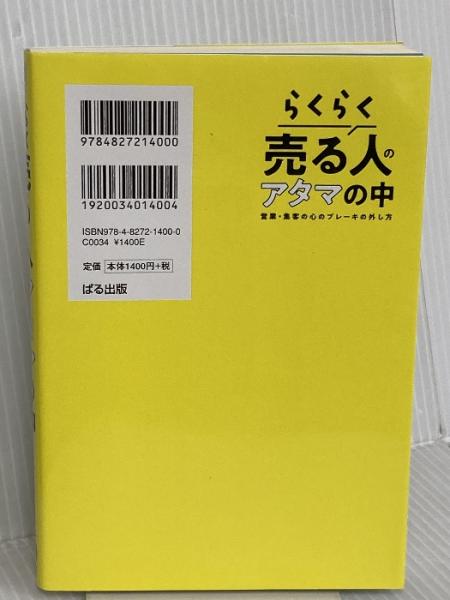 らくらく
売る人の
アタマの中
営業・集客の心のブレーキの外し方
9784827214000
1920034014004
ISBN978-4-8272-1400-0
C0034 ¥1400E
定価 本体1400円+税
ぱる出版